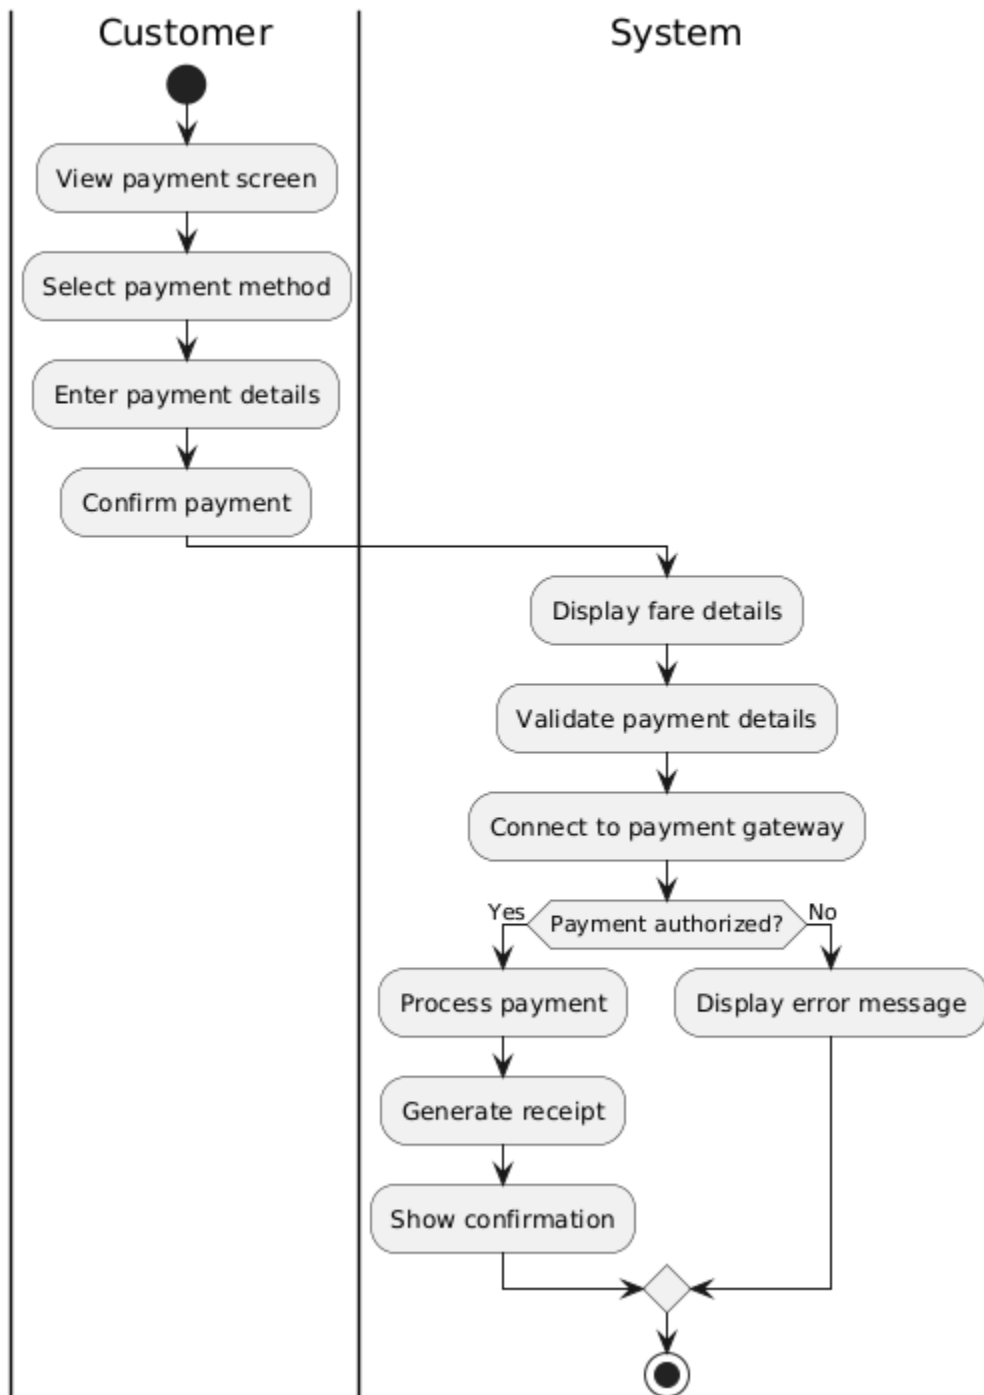 Customer
System
View payment screen
Select payment method
Enter payment details
Confirm payment
Display fare details
Validate payment details
Connect to payment gateway
Yes
Payment authorized?
No
Process payment
Display error message
Generate receipt
Show confirmation